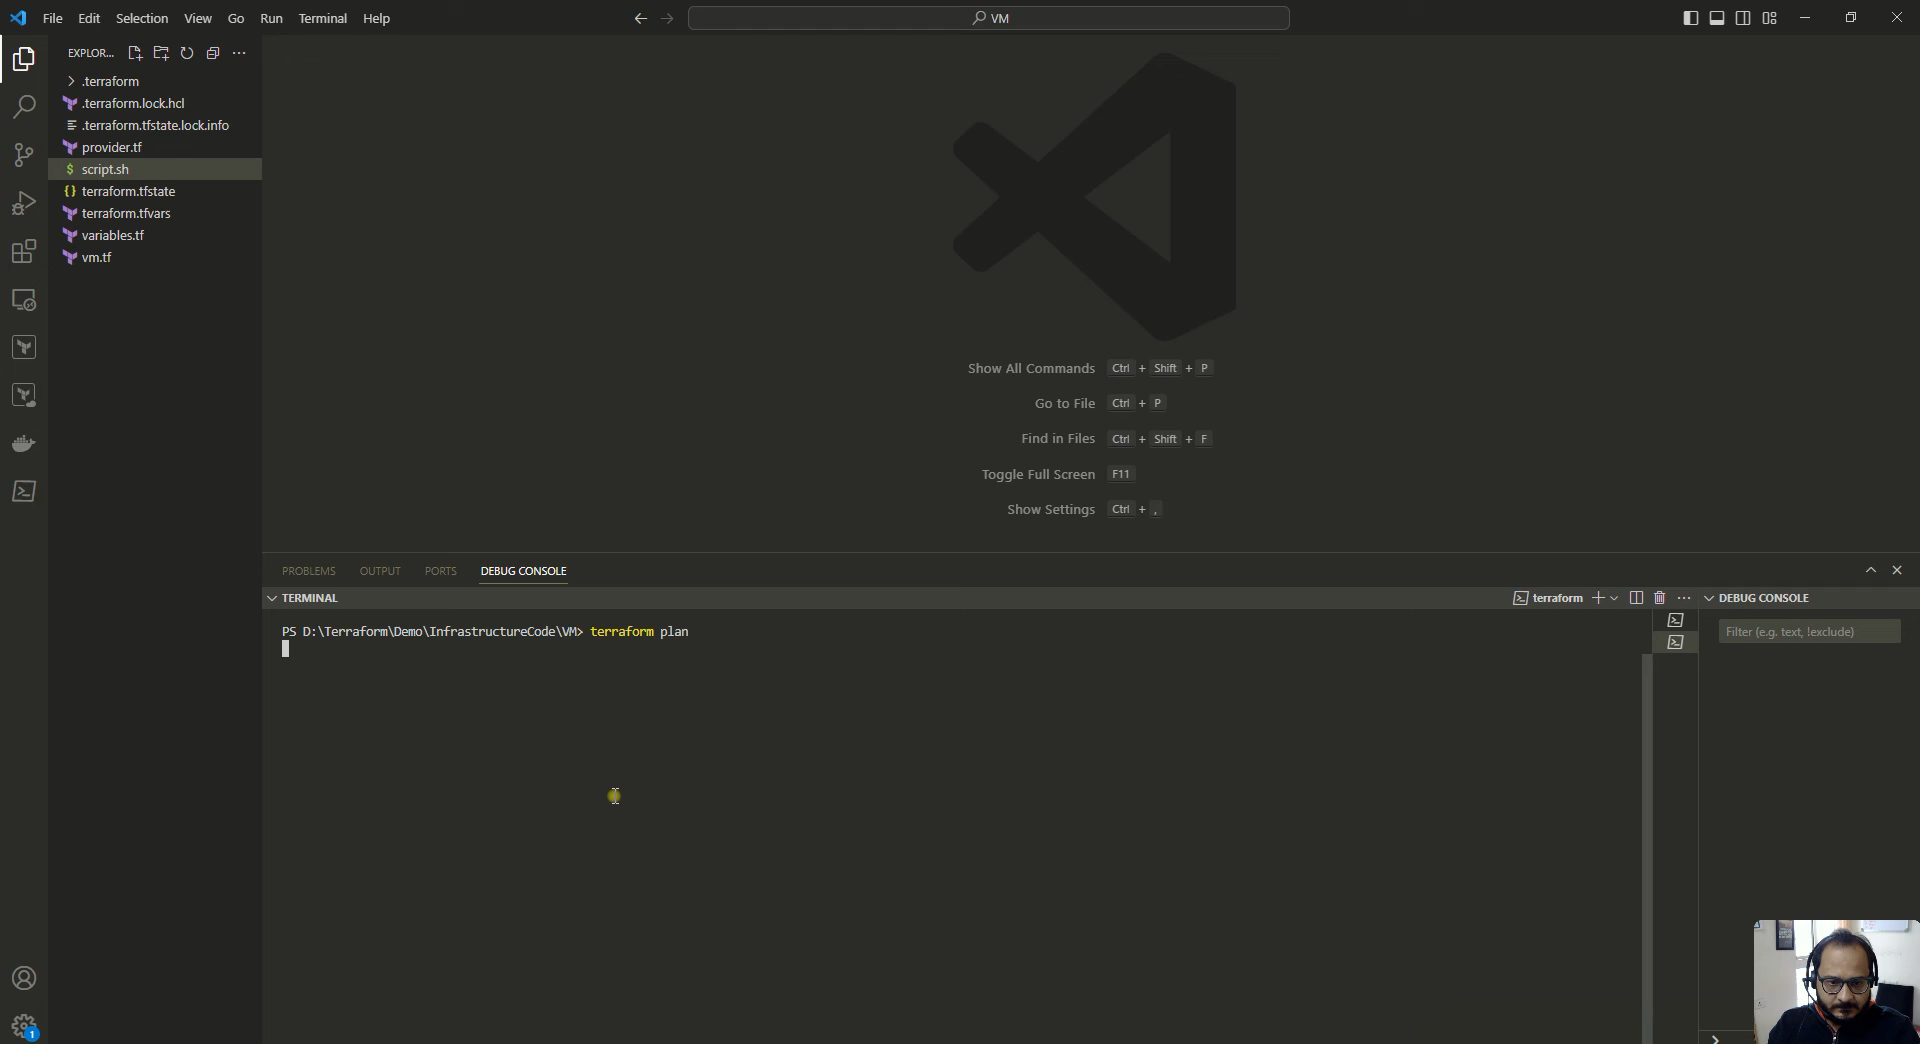 File Edit Selection View Go Run Terminal Help
VM
EXPLOR...
.terraform
.terraform.lock.hcl
.terraform.tfstate.lock.info
provider.tf
$ script.sh
{} terraform.tfstate
terraform.tfvars
variables.tf
vm.tf
Show All Commands Ctrl + Shift + P
Go to File Ctrl + P
Find in Files Ctrl + Shift + F
Toggle Full Screen F11
Show Settings Ctrl + ,
PROBLEMS OUTPUT PORTS DEBUG CONSOLE
TERMINAL
terraform
DEBUG CONSOLE
Filter (e.g. text, !exclude)
PS D:\Terraform\Demo\InfrastructureCode\VM> terraform plan
1